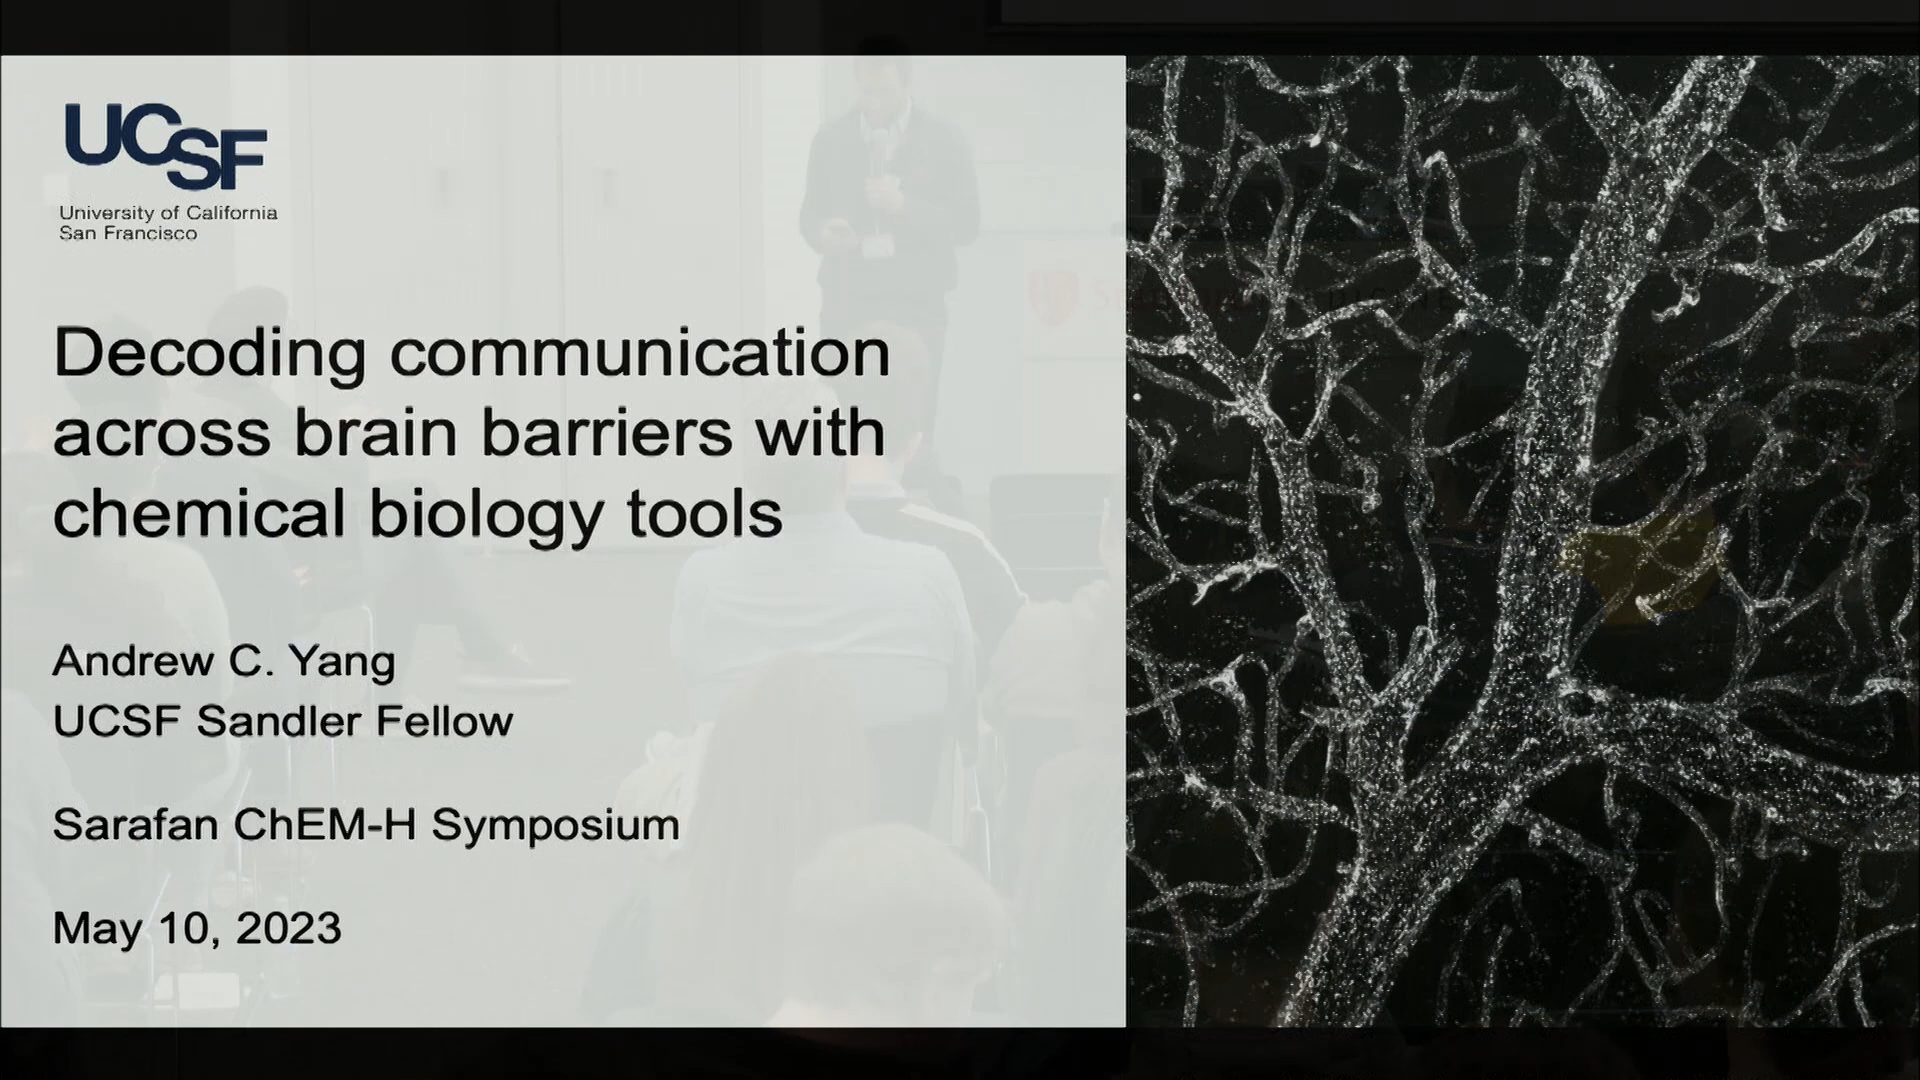 UCSF
University of California
San Francisco
Decoding communication
across brain barriers with
chemical biology tools
Andrew C. Yang
UCSF Sandler Fellow
Sarafan ChEM-H Symposium
May 10, 2023